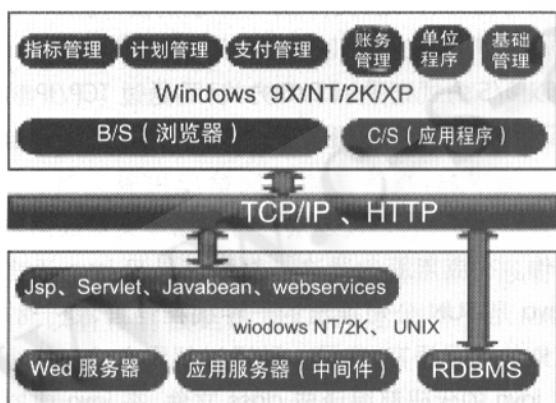 指标管理 计划管理 支付管理 账务管理 单位程序 基础管理
Windows 9X/NT/2K/XP
B/S（浏览器） C/S（应用程序）
TCP/IP 、HTTP
Jsp、Servlet、Javabean、webservices
wiodows NT/2K、 UNIX
Wed 服务器 应用服务器（中间件） RDBMS